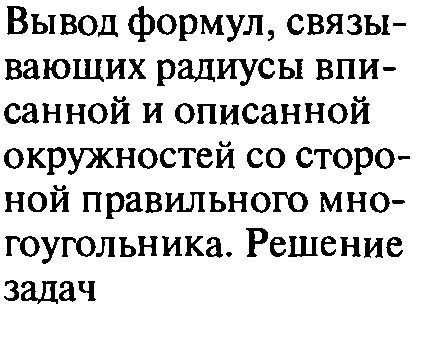 Вывод формул, связы-
вающих радиусы впи-
санной и описанной
окружностей со сторо-
ной правильного мно-
гоугольника. Решение
задач